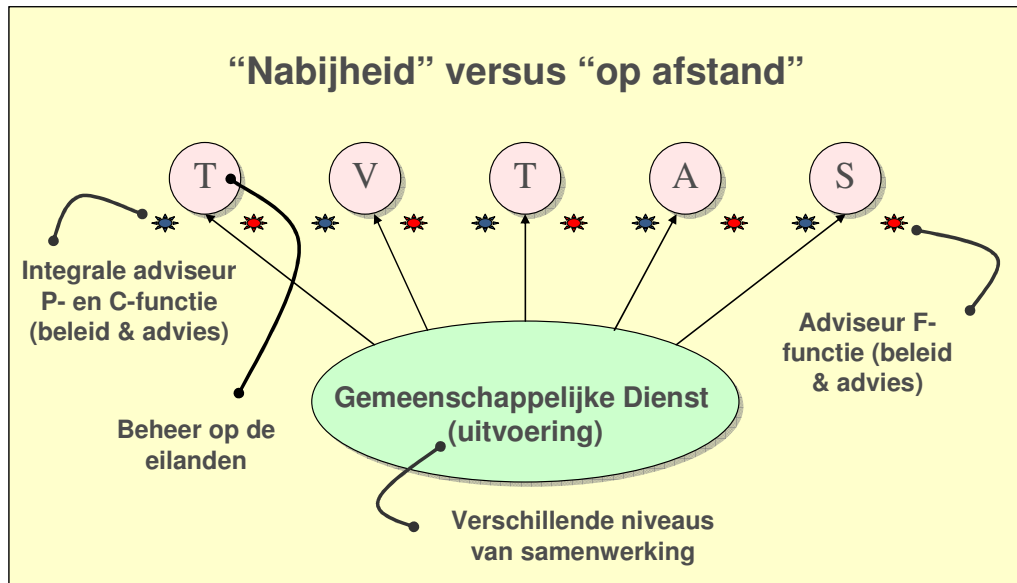 “Nabijheid” versus “op afstand”
T V T A S
Integrale adviseur
P- en C-functie
(beleid & advies)
Adviseur F-
functie (beleid
& advies)
Gemeenschappelijke Dienst
(uitvoering)
Beheer op de
eilanden
Verschillende niveaus
van samenwerking